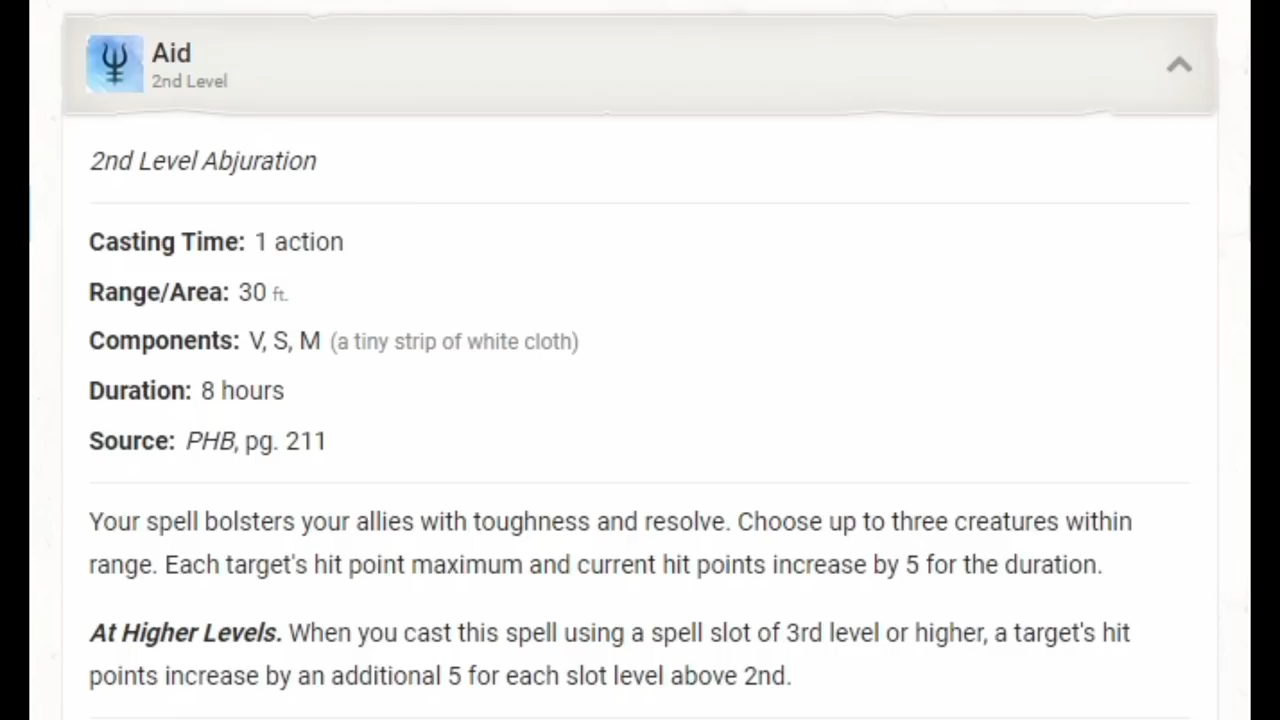 Aid
2nd Level
2nd Level Abjuration
Casting Time: 1 action
Range/Area: 30 ft.
Components: V, S, M (a tiny strip of white cloth)
Duration: 8 hours
Source: PHB, pg. 211
Your spell bolsters your allies with toughness and resolve. Choose up to three creatures within
range. Each target's hit point maximum and current hit points increase by 5 for the duration.
At Higher Levels. When you cast this spell using a spell slot of 3rd level or higher, a target's hit
points increase by an additional 5 for each slot level above 2nd.